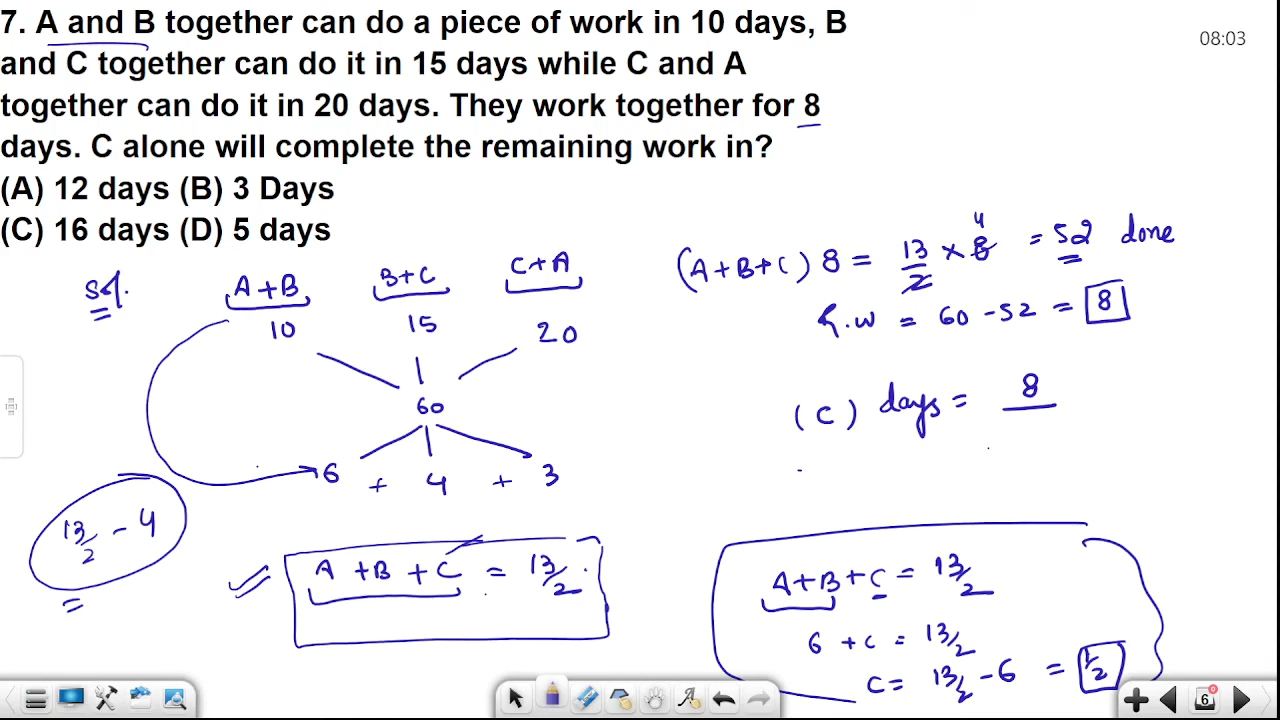 7. A and B together can do a piece of work in 10 days, B
and C together can do it in 15 days while C and A
together can do it in 20 days. They work together for 8
days. C alone will complete the remaining work in?
(A) 12 days (B) 3 Days
(C) 16 days (D) 5 days
08:03
Sol.
A+B B+C C+A
10 15 20
60
6 + 4 + 3
13/2 - 4
=
A + B + C = 13/2
(A+B+C) 8 = 13/2 × 8 = 52 done
4
R.W = 60 - 52 = 8
(C) days = 8
A+B+C = 13/2
6 + C = 13/2
C = 13/2 - 6 = 1/2
6